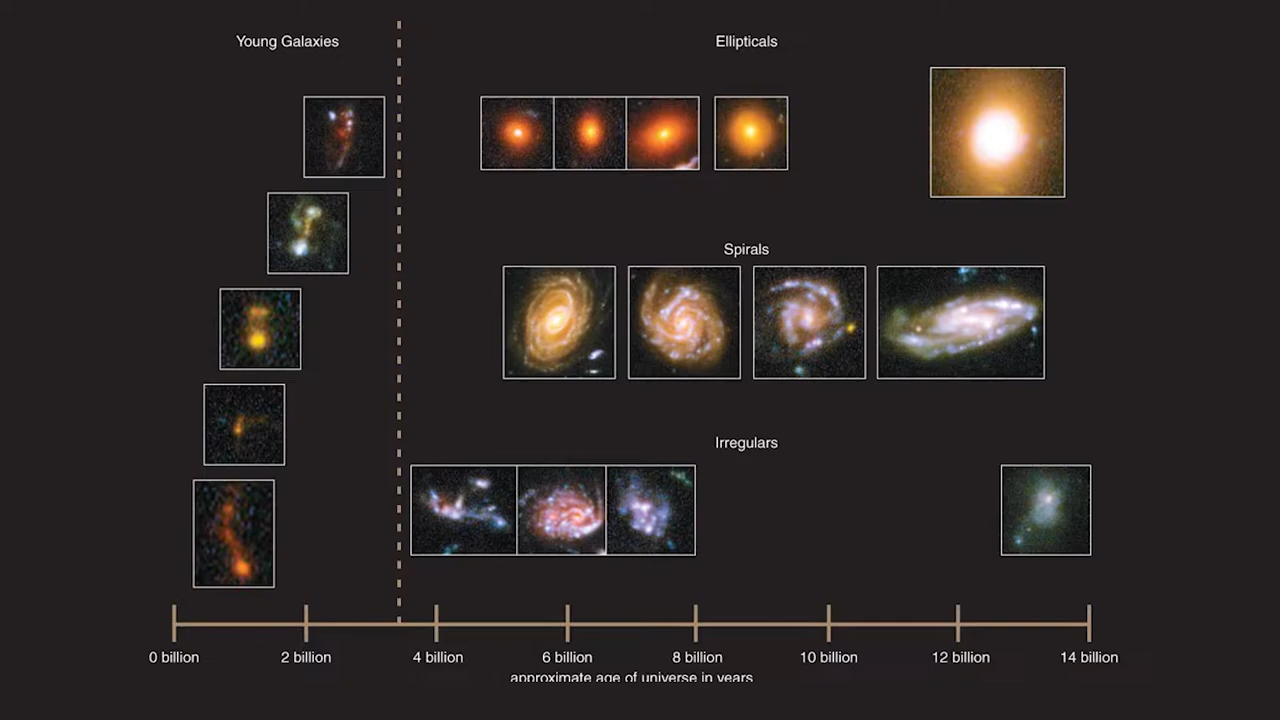 Young Galaxies
Ellipticals
Spirals
Irregulars
0 billion
2 billion
4 billion
6 billion
8 billion
10 billion
12 billion
14 billion
approximate age of universe in years